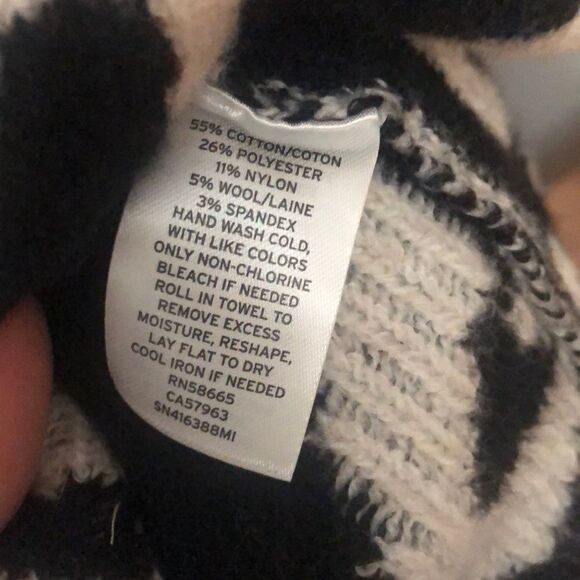 55% COTTON/COTON
26% POLYESTER
11% NYLON
5% WOOL/LAINE
3% SPANDEX
HAND WASH COLD,
WITH LIKE COLORS
ONLY NON-CHLORINE
BLEACH IF NEEDED
ROLL IN TOWEL TO
REMOVE EXCESS
MOISTURE, RESHAPE,
LAY FLAT TO DRY
COOL IRON IF NEEDED
RN58665
CA57963
SN416388MI